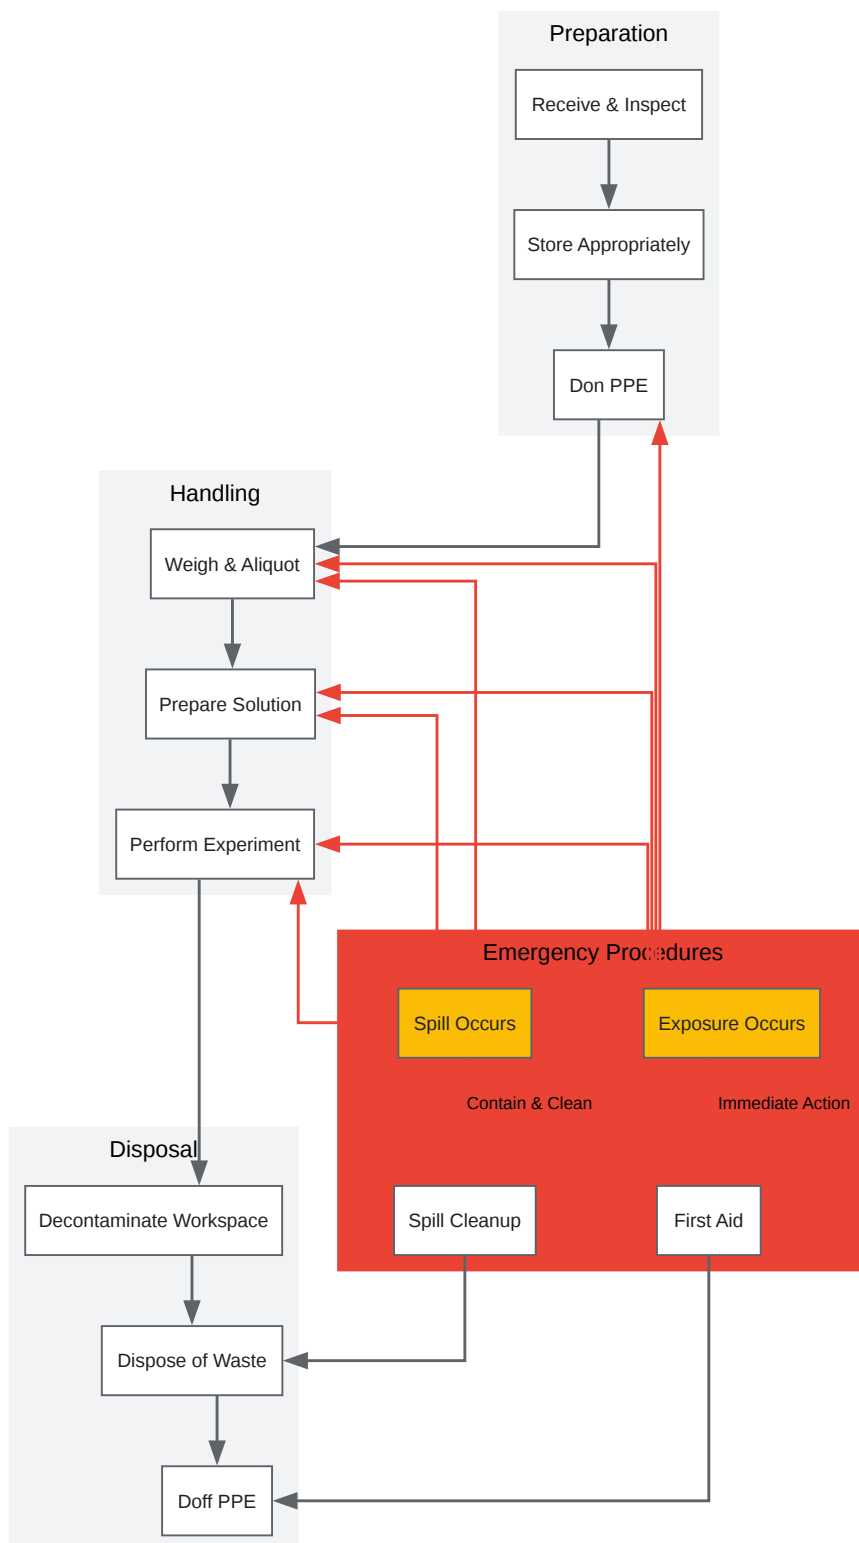 Preparation
Receive & Inspect
Store Appropriately
Don PPE
Handling
Weigh & Aliquot
Prepare Solution
Perform Experiment
Emergency Procedures
Spill Occurs
Exposure Occurs
Contain & Clean
Immediate Action
Disposal
Decontaminate Workspace
Spill Cleanup
First Aid
Dispose of Waste
Doff PPE